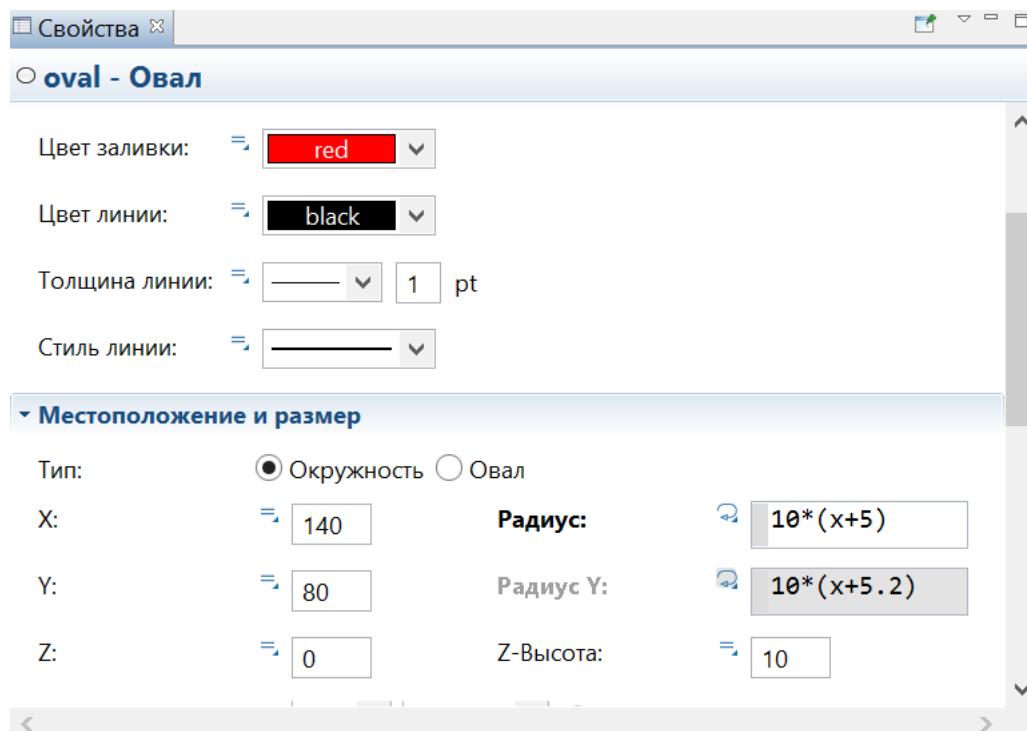 Свойства
oval - Овал
Цвет заливки: red
Цвет линии: black
Толщина линии: 1 pt
Стиль линии:
Местоположение и размер
Тип: Окружность Овал
X: 140 Радиус: 10*(x+5)
Y: 80 Радиус Y: 10*(x+5.2)
Z: 0 Z-Высота: 10